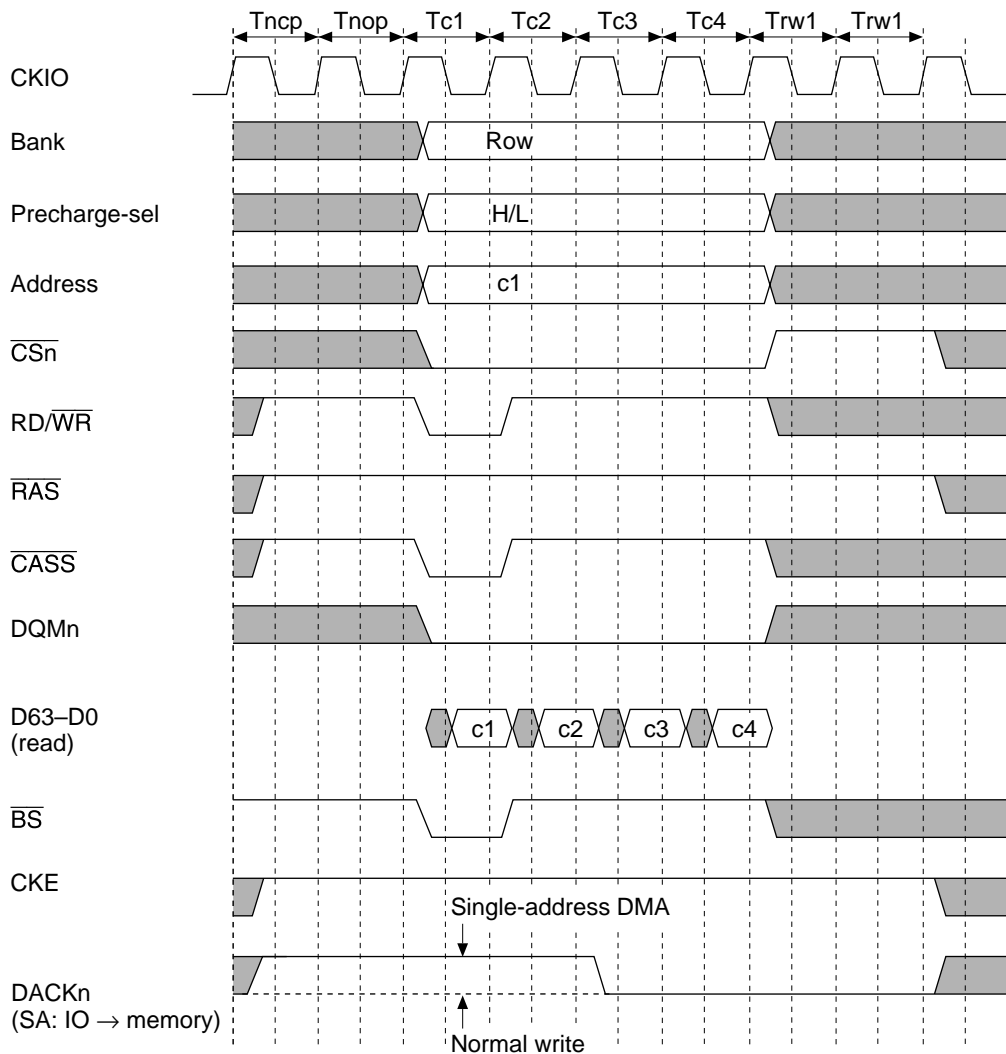 Tncp Tnop Tc1 Tc2 Tc3 Tc4 Trw1 Trw1
CKIO
Bank Row
Precharge-sel H/L
Address c1
CSn
RD/WR
RAS
CASS
DQMn
D63–D0
(read) c1 c2 c3 c4
BS
CKE
Single-address DMA
DACKn
(SA: IO → memory)
Normal write